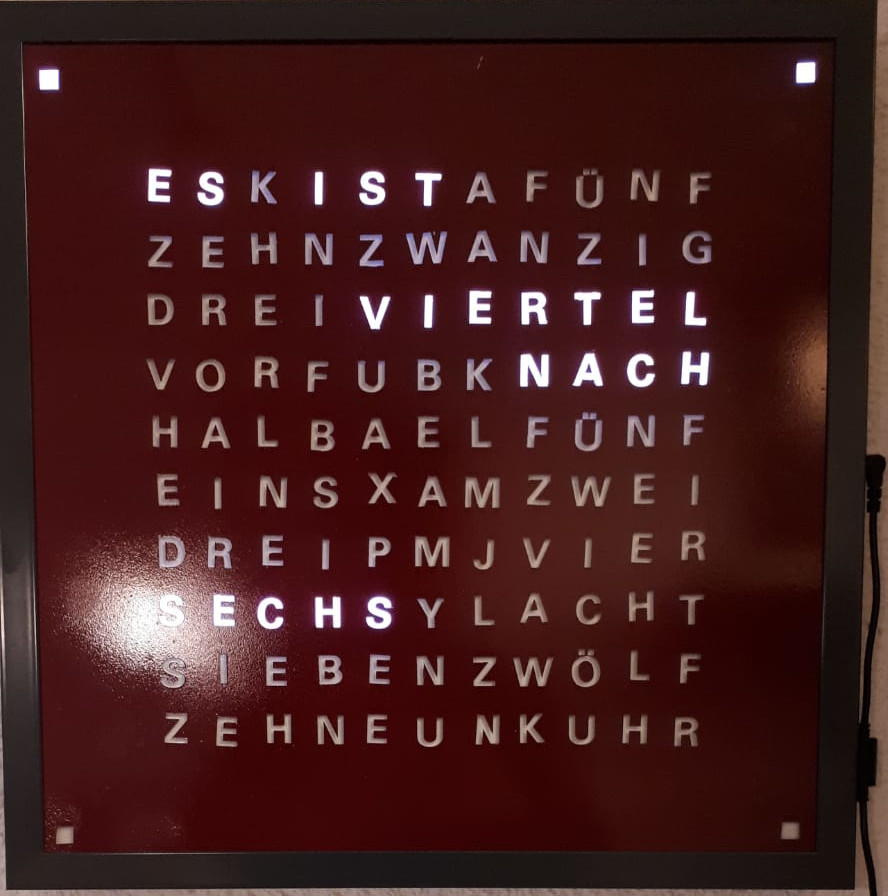 ESKISTAFÜNF
ZEHNZWANZIG
DREIVIERTEL
VORFUBKNACH
HALBAELFÜNF
EINSXAMZWEI
DREIPMJVIER
SECHSYLACHT
SIEBENZWÖLF
ZEHNEUNKUHR